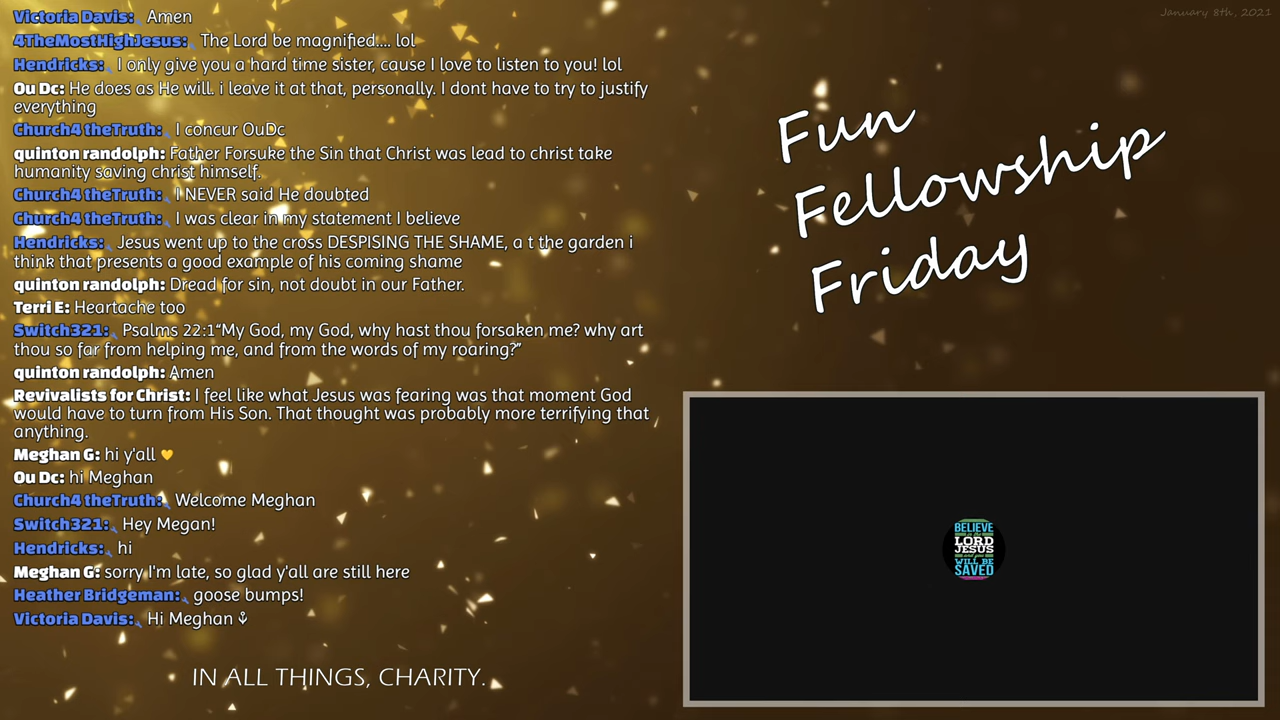 Victoria Davis: Amen
4TheMostHighJesus: The Lord be magnified.... lol
Hendricks: I only give you a hard time sister, cause I love to listen to you! lol
Ou Dc: He does as He will. i leave it at that, personally. I dont have to try to justify
everything
Church4 theTruth: I concur OuDc
quinton randolph: Father Forsuke the Sin that Christ was lead to christ take
humanity saving christ himself.
Church4 theTruth: I NEVER said He doubted
Church4 theTruth: I was clear in my statement I believe
Hendricks: Jesus went up to the cross DESPISING THE SHAME, a t the garden i
think that presents a good example of his coming shame
quinton randolph: Dread for sin, not doubt in our Father.
Terri E: Heartache too
Switch321: Psalms 22:1“My God, my God, why hast thou forsaken me? why art
thou so far from helping me, and from the words of my roaring?”
quinton randolph: Amen
Revivalists for Christ: I feel like what Jesus was fearing was that moment God
would have to turn from His Son. That thought was probably more terrifying that
anything.
Meghan G: hi y'all 💛
Ou Dc: hi Meghan
Church4 theTruth: Welcome Meghan
Switch321: Hey Megan!
Hendricks: hi
Meghan G: sorry I'm late, so glad y'all are still here
Heather Bridgeman: goose bumps!
Victoria Davis: Hi Meghan ⚘
IN ALL THINGS, CHARITY.
January 8th, 2021
Fun
Fellowship
Friday
BELIEVE
LORD
JESUS
WILL BE
SAVED